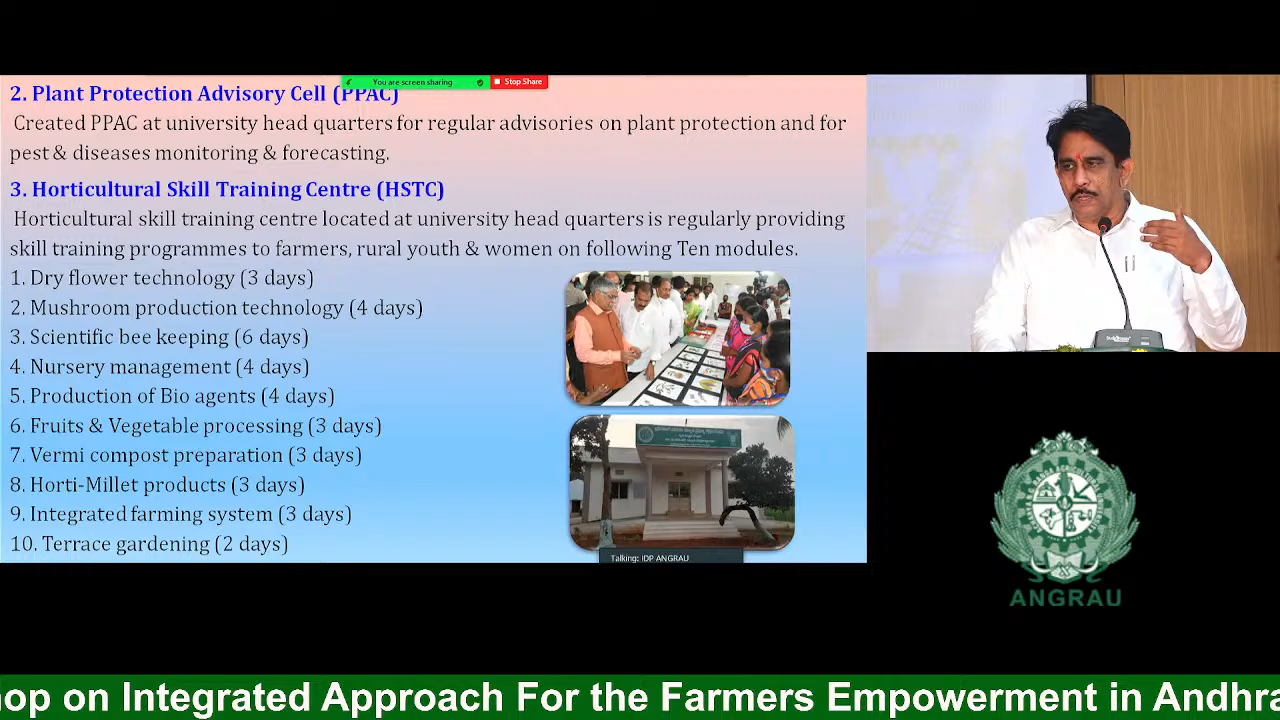 You are screen sharing
Stop Share
2. Plant Protection Advisory Cell (PPAC)
Created PPAC at university head quarters for regular advisories on plant protection and for
pest & diseases monitoring & forecasting.
3. Horticultural Skill Training Centre (HSTC)
Horticultural skill training centre located at university head quarters is regularly providing
skill training programmes to farmers, rural youth & women on following Ten modules.
1. Dry flower technology (3 days)
2. Mushroom production technology (4 days)
3. Scientific bee keeping (6 days)
4. Nursery management (4 days)
5. Production of Bio agents (4 days)
6. Fruits & Vegetable processing (3 days)
7. Vermi compost preparation (3 days)
8. Horti-Millet products (3 days)
9. Integrated farming system (3 days)
10. Terrace gardening (2 days)
Talking: IDP ANGRAU
ANGRAU
hop on Integrated Approach For the Farmers Empowerment in Andhra